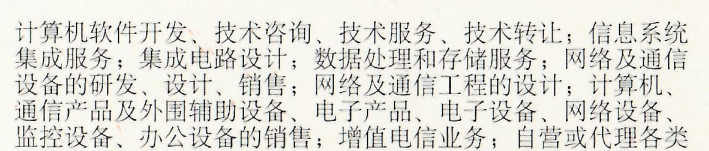 计算机软件开发、技术咨询、技术服务、技术转让；信息系统
集成服务；集成电路设计；数据处理和存储服务；网络及通信
设备的研发、设计、销售；网络及通信工程的设计；计算机、
通信产品及外围辅助设备、电子产品、电子设备、网络设备、
监控设备、办公设备的销售；增值电信业务；自营或代理各类